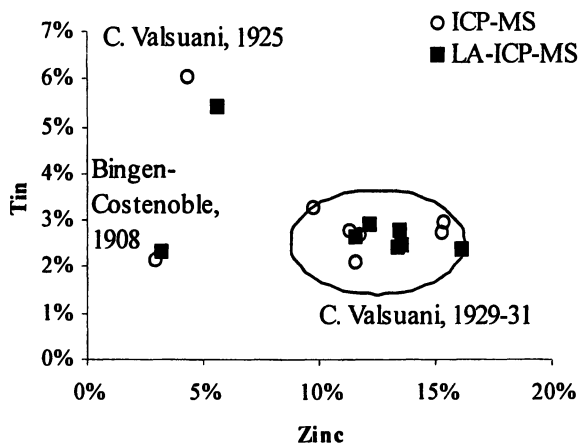 7%
6%
5%
4%
3%
2%
1%
0%
Tin
C. Valsuani, 1925
ICP-MS
LA-ICP-MS
Bingen-
Costenoble,
1908
C. Valsuani, 1929-31
0%
5%
10%
15%
20%
Zinc